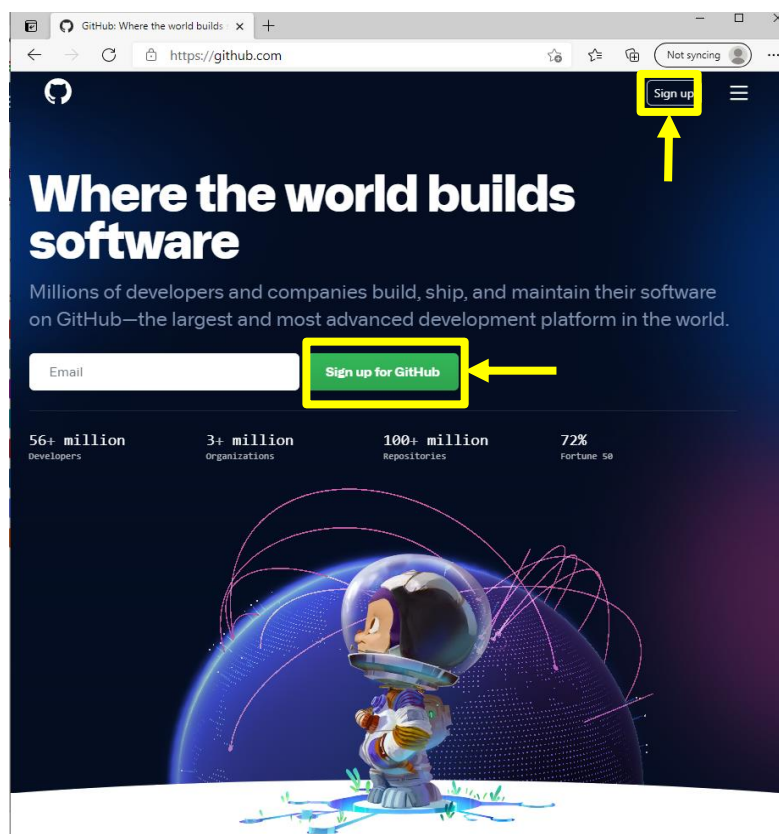 GitHub: Where the world builds
https://github.com
Not syncing
Sign up
Where the world builds
software
Millions of developers and companies build, ship, and maintain their software
on GitHub—the largest and most advanced development platform in the world.
Email
Sign up for GitHub
56+ million
Developers
3+ million
Organizations
100+ million
Repositories
72%
Fortune 50